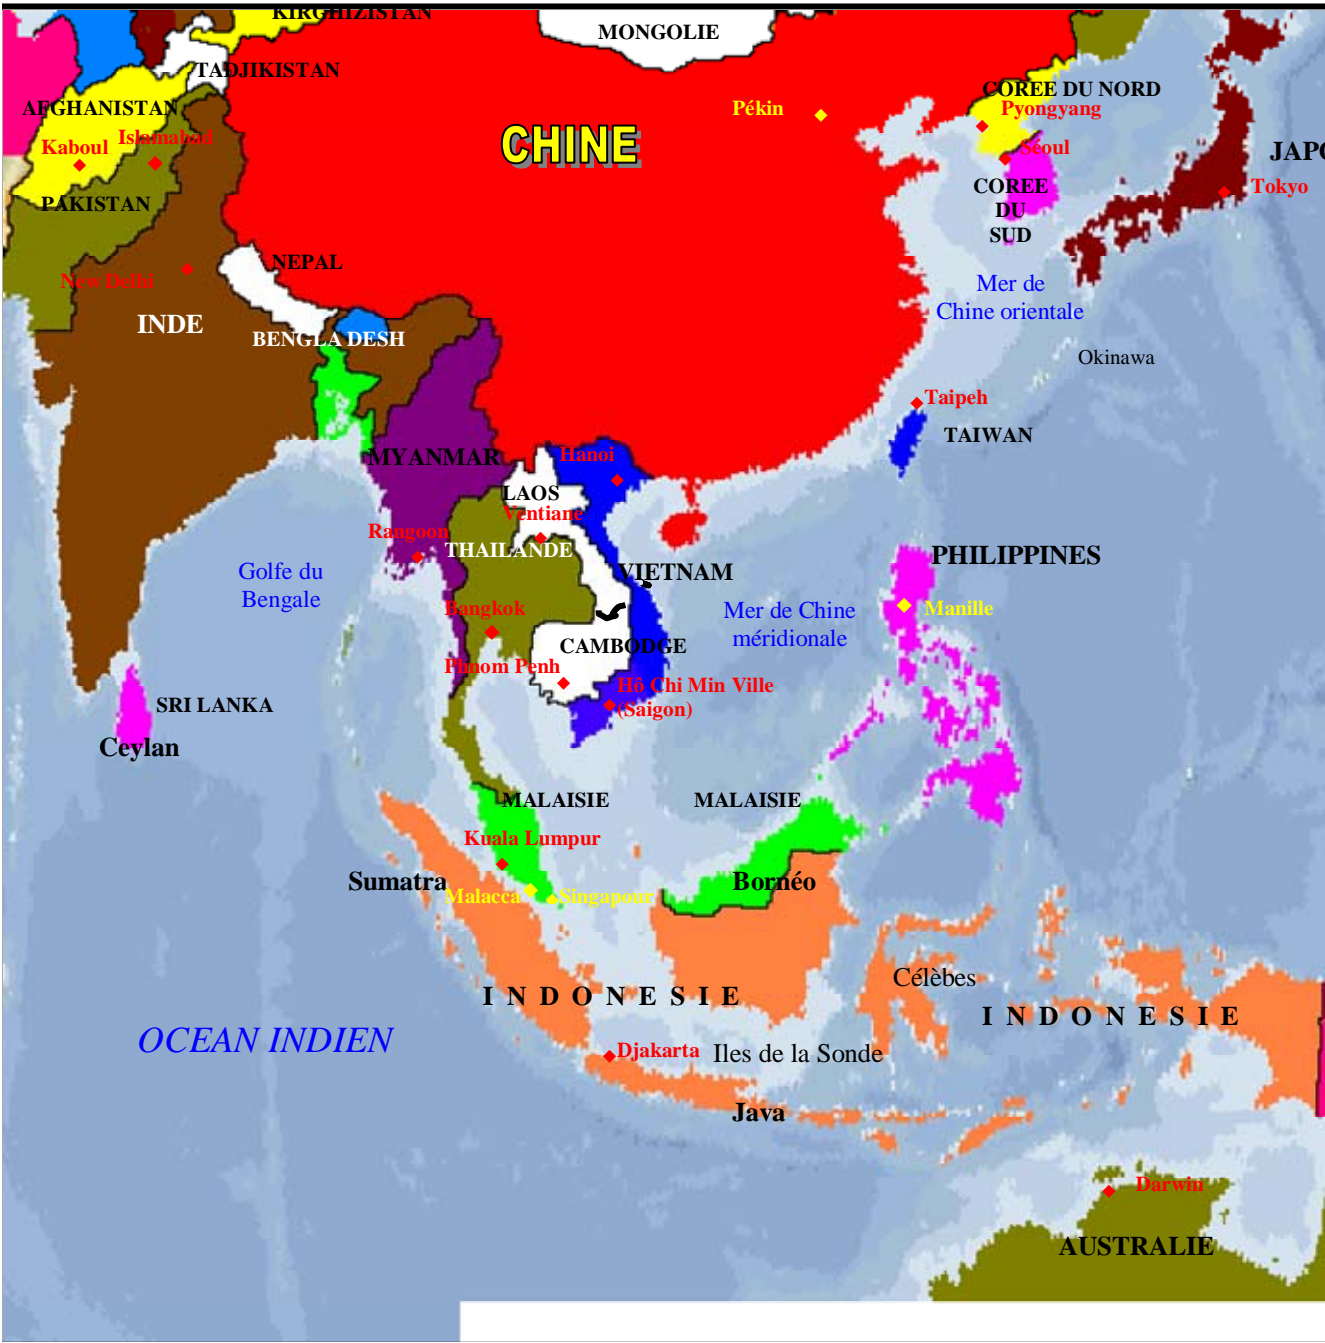 KIRGHIZISTAN
MONGOLIE
TADJIKISTAN
AFGHANISTAN
COREE DU NORD
Pékin
Pyongyang
CHINE
Islamabad
Kaboul
Séoul
JAPO
COREE
DU
SUD
Tokyo
PAKISTAN
NEPAL
New Delhi
Mer de
Chine orientale
INDE
BENGLA DESH
Okinawa
Taipeh
TAIWAN
MYANMAR
Hanoi
LAOS
Ventiane
Rangoon
THAILANDE
PHILIPPINES
Golfe du
Bengale
VIETNAM
Manille
Bangkok
Mer de Chine
méridionale
CAMBODGE
Phnom Penh
Hô Chi Min Ville
(Saigon)
SRI LANKA
Ceylan
MALAISIE
MALAISIE
Kuala Lumpur
Sumatra
Bornéo
Malacca
Singapour
Célèbes
INDONESIE
INDONESIE
OCEAN INDIEN
Djakarta
Iles de la Sonde
Java
Darwin
AUSTRALIE